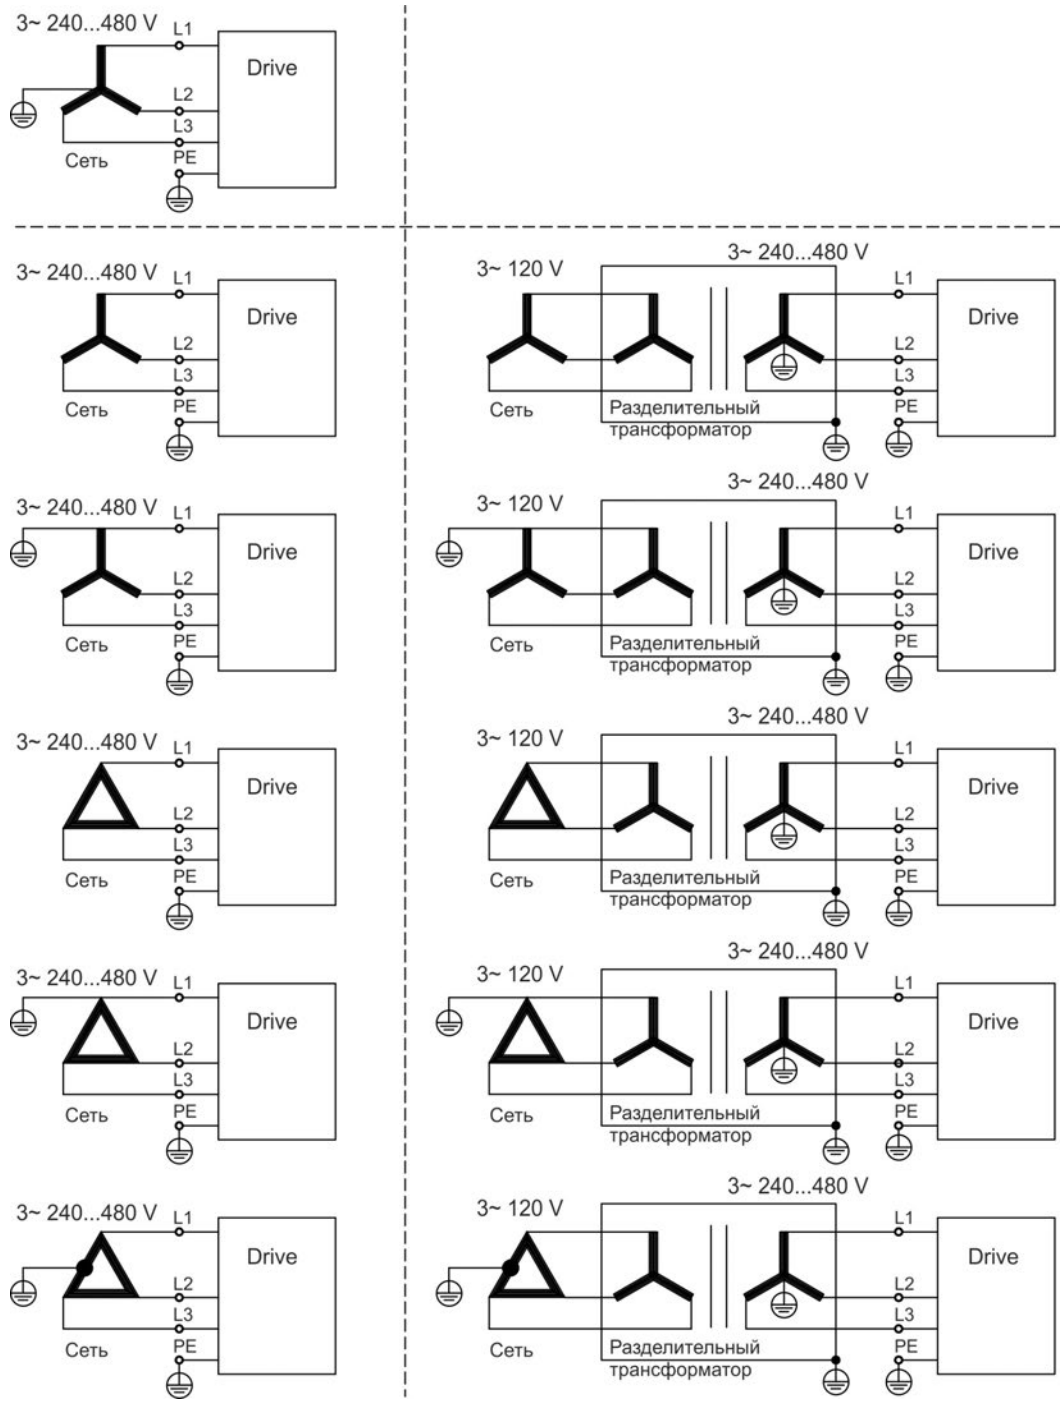 3~ 240...480 V
L1
Drive
L2
L3
PE
Сеть
3~ 240...480 V
L1
Drive
L2
L3
PE
Сеть
3~ 120 V
3~ 240...480 V
L1
Drive
L2
L3
PE
Сеть
Разделительный
трансформатор
3~ 240...480 V
L1
Drive
L2
L3
PE
Сеть
3~ 120 V
3~ 240...480 V
L1
Drive
L2
L3
PE
Сеть
Разделительный
трансформатор
3~ 240...480 V
L1
Drive
L2
L3
PE
Сеть
3~ 120 V
3~ 240...480 V
L1
Drive
L2
L3
PE
Сеть
Разделительный
трансформатор
3~ 240...480 V
L1
Drive
L2
L3
PE
Сеть
3~ 120 V
3~ 240...480 V
L1
Drive
L2
L3
PE
Сеть
Разделительный
трансформатор
3~ 240...480 V
L1
Drive
L2
L3
PE
Сеть
3~ 120 V
3~ 240...480 V
L1
Drive
L2
L3
PE
Сеть
Разделительный
трансформатор